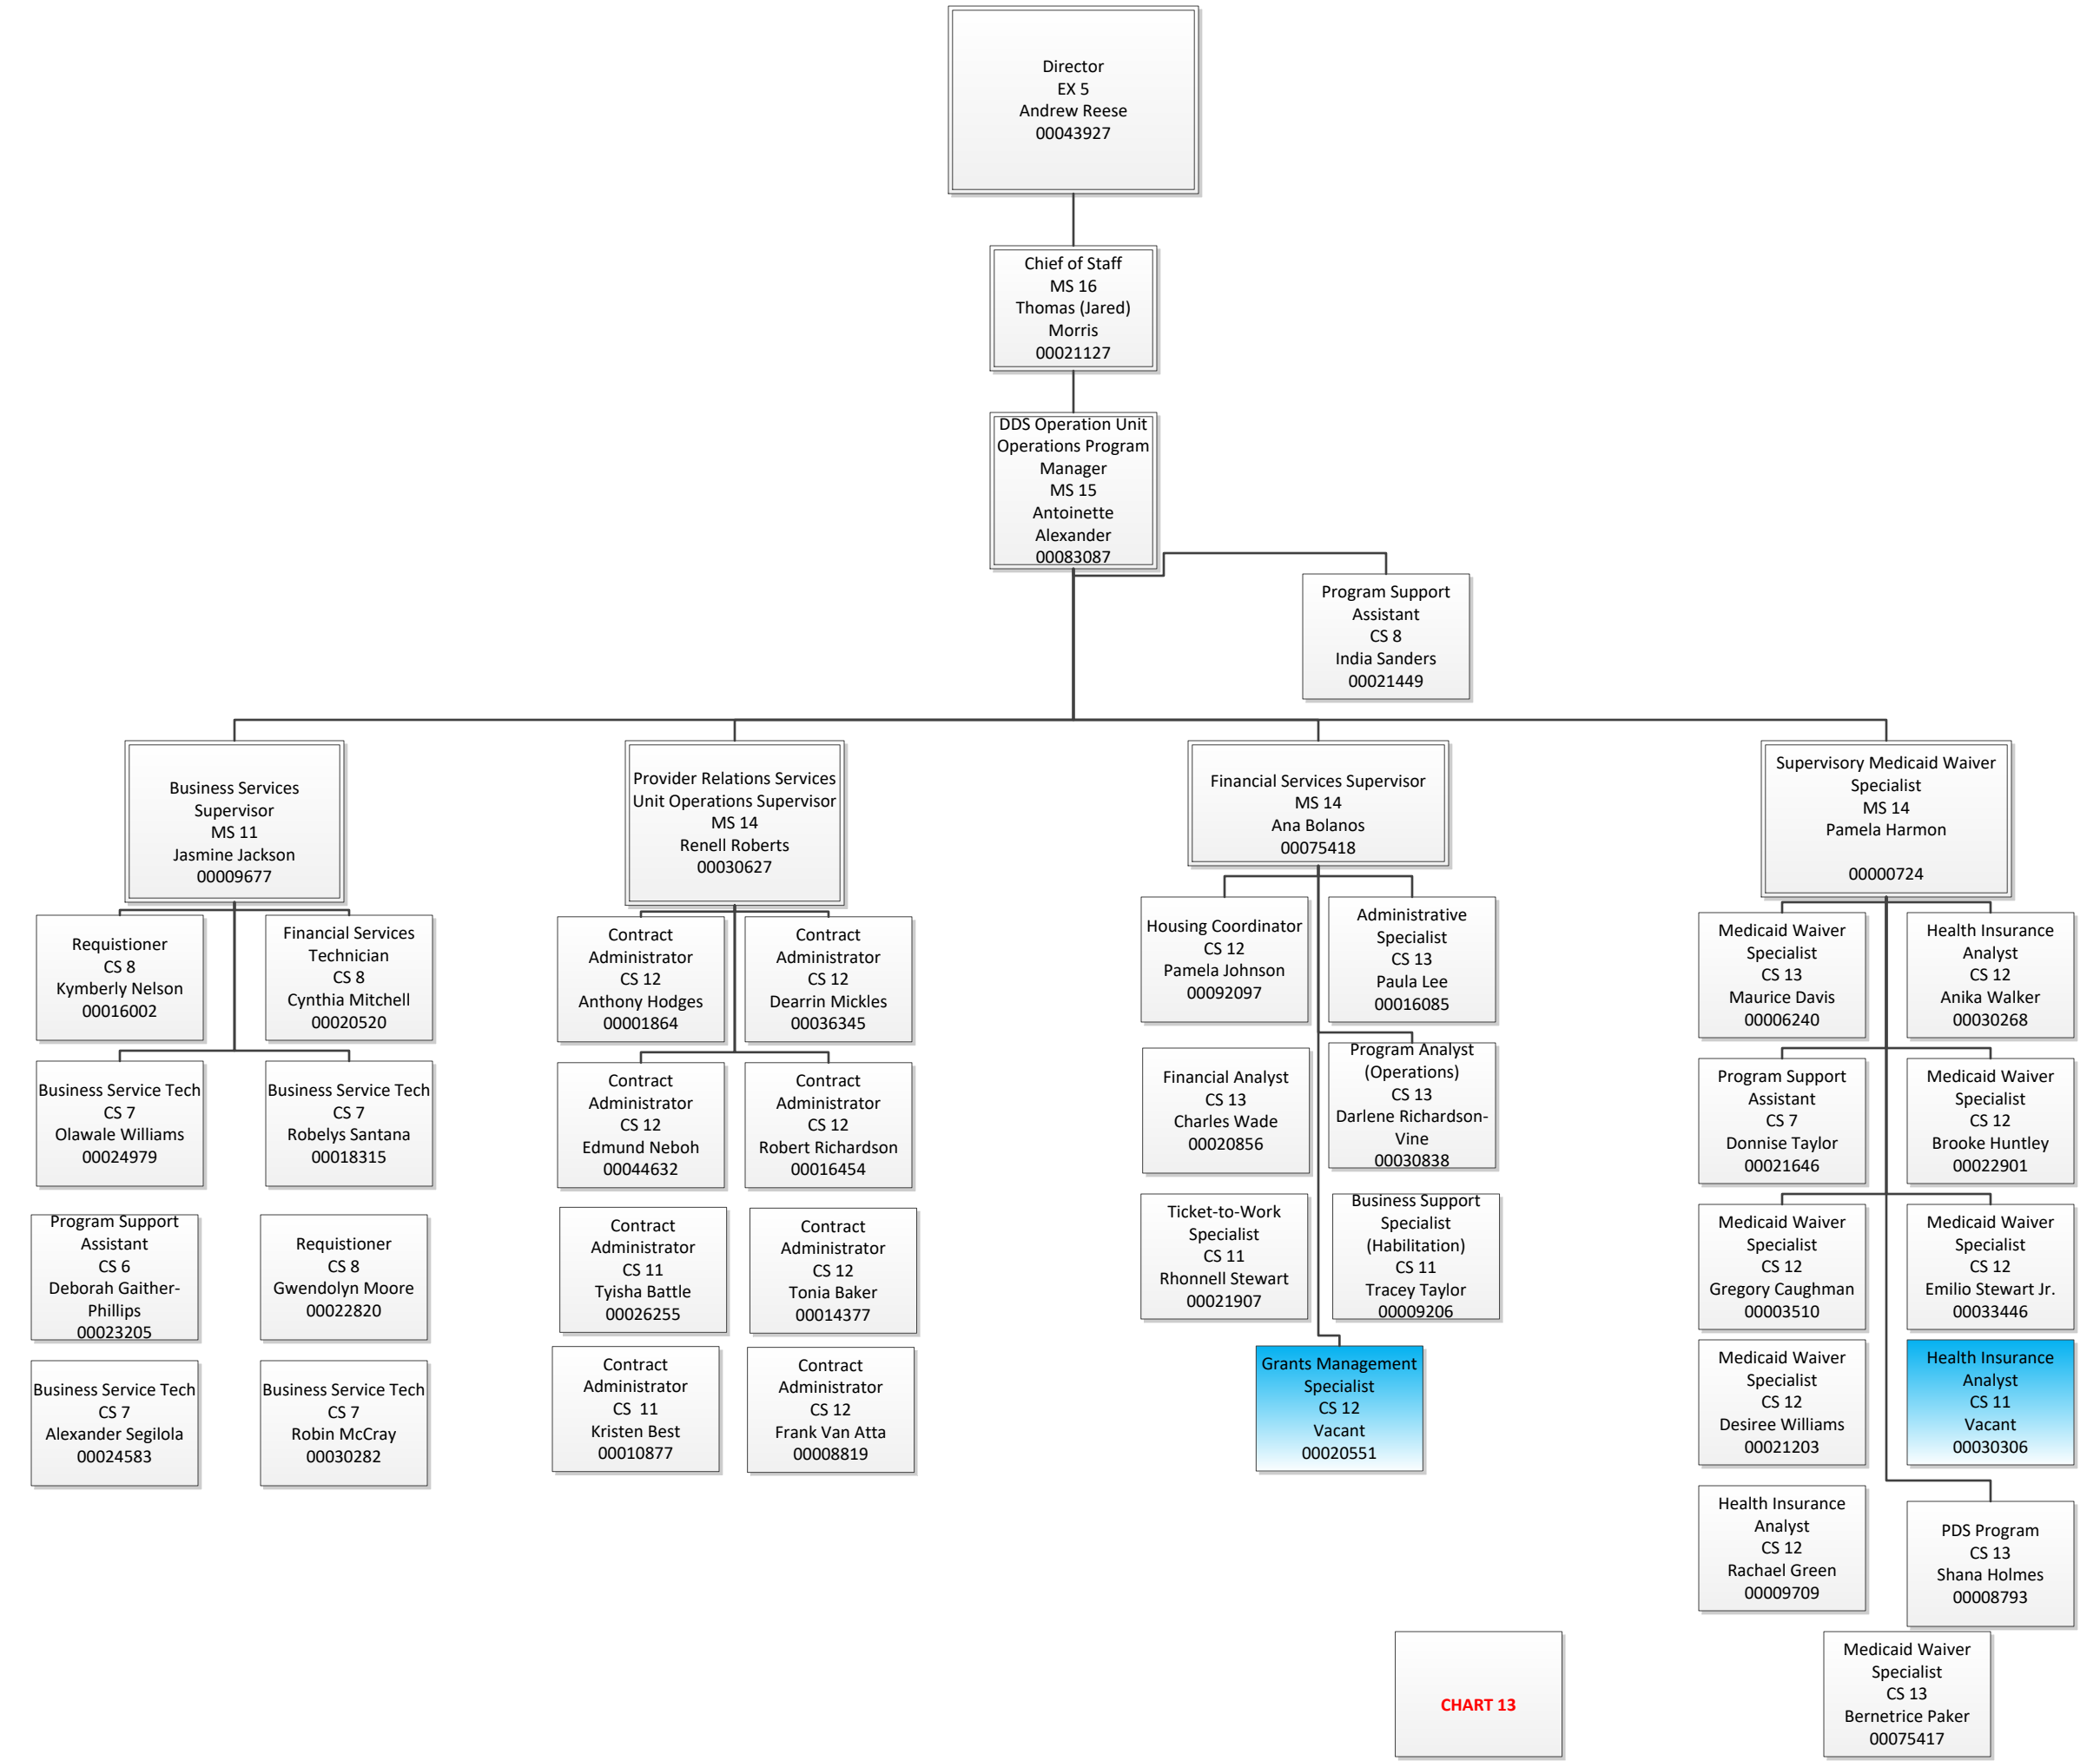 Director
EX 5
Andrew Reese
00043927
Chief of Staff
MS 16
Thomas (Jared)
Morris
00021127
DDS Operation Unit
Operations Program
Manager
MS 15
Antoinette
Alexander
00083087
Program Support
Assistant
CS 8
India Sanders
00021449
Business Services
Supervisor
MS 11
Jasmine Jackson
00009677
Provider Relations Services
Unit Operations Supervisor
MS 14
Renell Roberts
00030627
Financial Services Supervisor
MS 14
Ana Bolanos
00075418
Supervisory Medicaid Waiver
Specialist
MS 14
Pamela Harmon
00000724
Requistioner
CS 8
Kymberly Nelson
00016002
Financial Services
Technician
CS 8
Cynthia Mitchell
00020520
Business Service Tech
CS 7
Olawale Williams
00024979
Business Service Tech
CS 7
Robelys Santana
00018315
Program Support
Assistant
CS 6
Deborah Gaither-
Phillips
00023205
Requistioner
CS 8
Gwendolyn Moore
00022820
Business Service Tech
CS 7
Alexander Segilola
00024583
Business Service Tech
CS 7
Robin McCray
00030282
Contract
Administrator
CS 12
Anthony Hodges
00001864
Contract
Administrator
CS 12
Dearrin Mickles
00036345
Contract
Administrator
CS 12
Edmund Neboh
00044632
Contract
Administrator
CS 12
Robert Richardson
00016454
Contract
Administrator
CS 11
Tyisha Battle
00026255
Contract
Administrator
CS 12
Tonia Baker
00014377
Contract
Administrator
CS  11
Kristen Best
00010877
Contract
Administrator
CS 12
Frank Van Atta
00008819
Housing Coordinator
CS 12
Pamela Johnson
00092097
Administrative
Specialist
CS 13
Paula Lee
00016085
Financial Analyst
CS 13
Charles Wade
00020856
Program Analyst
(Operations)
CS 13
Darlene Richardson-
Vine
00030838
Ticket-to-Work
Specialist
CS 11
Rhonnell Stewart
00021907
Business Support
Specialist
(Habilitation)
CS 11
Tracey Taylor
00009206
Grants Management
Specialist
CS 12
Vacant
00020551
Medicaid Waiver
Specialist
CS 13
Maurice Davis
00006240
Health Insurance
Analyst
CS 12
Anika Walker
00030268
Program Support
Assistant
CS 7
Donnise Taylor
00021646
Medicaid Waiver
Specialist
CS 12
Brooke Huntley
00022901
Medicaid Waiver
Specialist
CS 12
Gregory Caughman
00003510
Medicaid Waiver
Specialist
CS 12
Emilio Stewart Jr.
00033446
Medicaid Waiver
Specialist
CS 12
Desiree Williams
00021203
Health Insurance
Analyst
CS 11
Vacant
00030306
Health Insurance
Analyst
CS 12
Rachael Green
00009709
PDS Program
CS 13
Shana Holmes
00008793
Medicaid Waiver
Specialist
CS 13
Bernetrice Paker
00075417
CHART 13